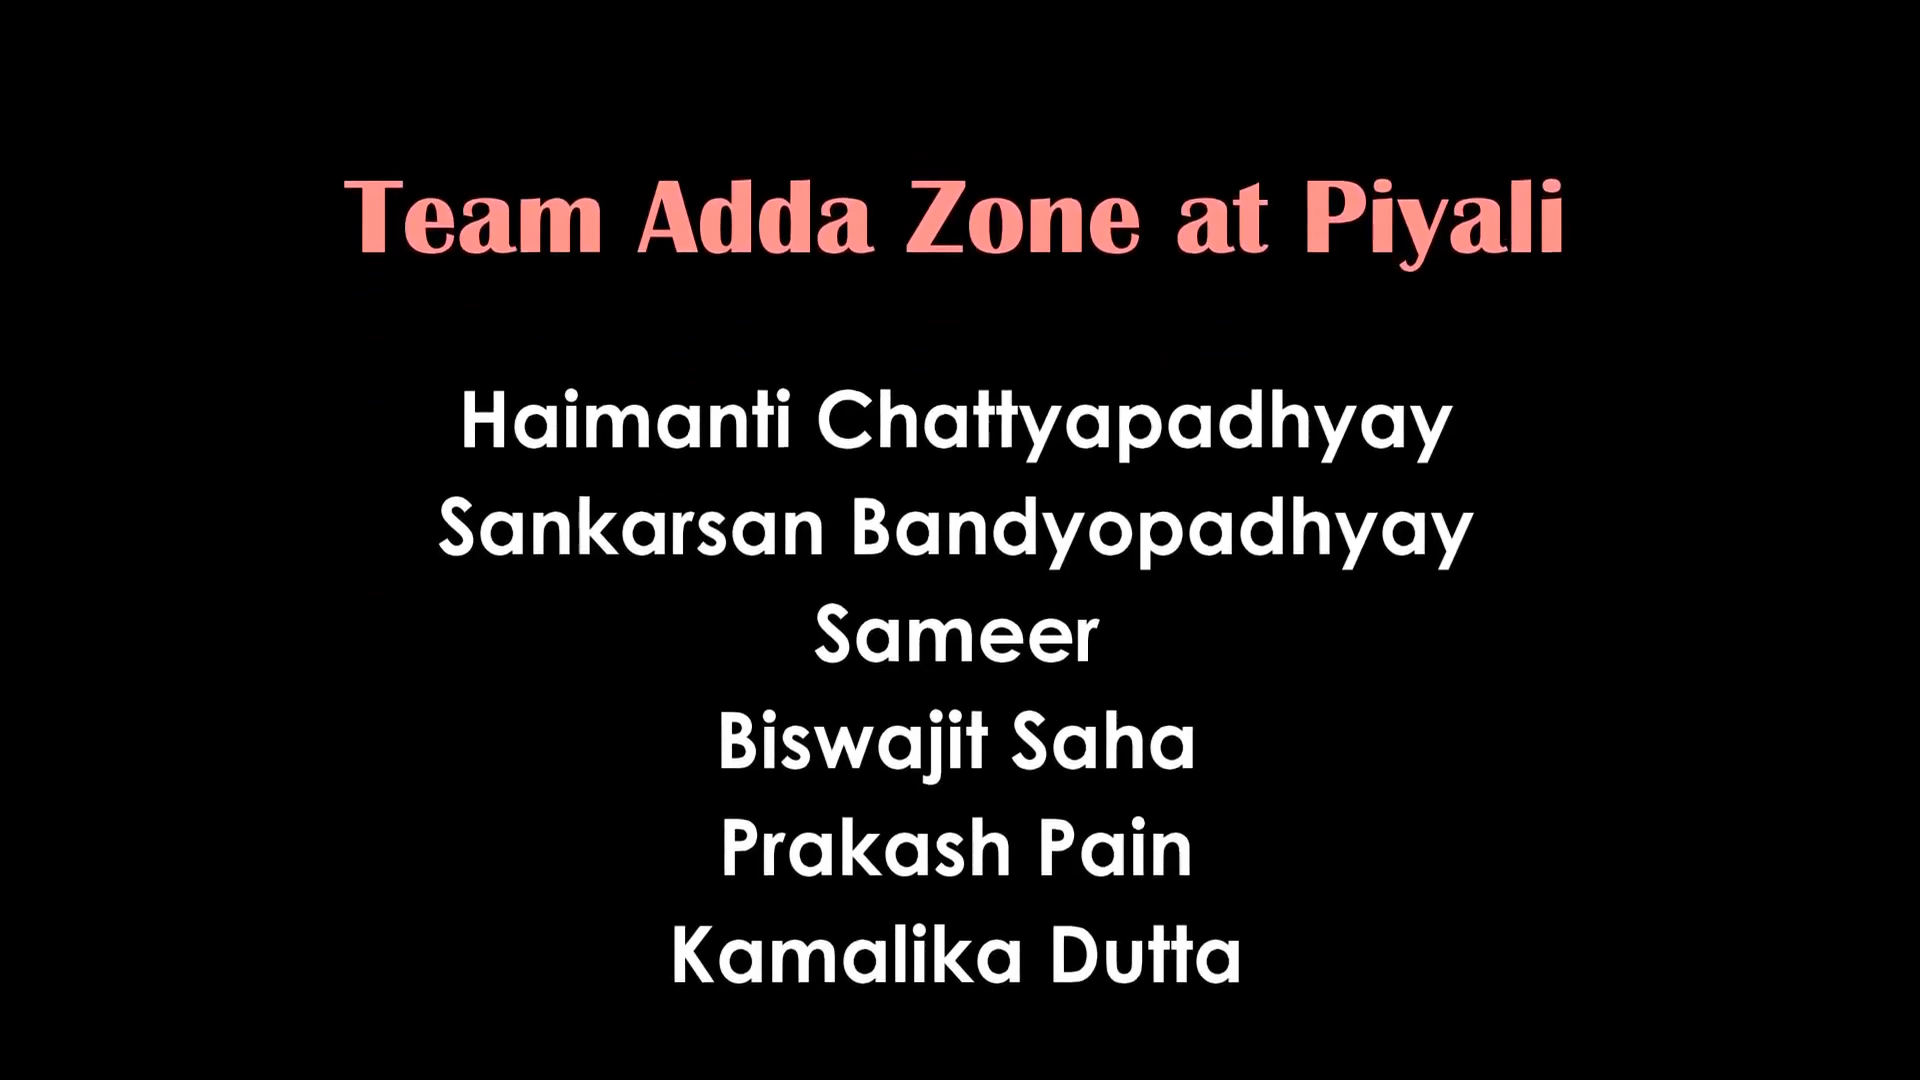 Team Adda Zone at Piyali
Haimanti Chattyapadhyay
Sankarsan Bandyopadhyay
Sameer
Biswajit Saha
Prakash Pain
Kamalika Dutta